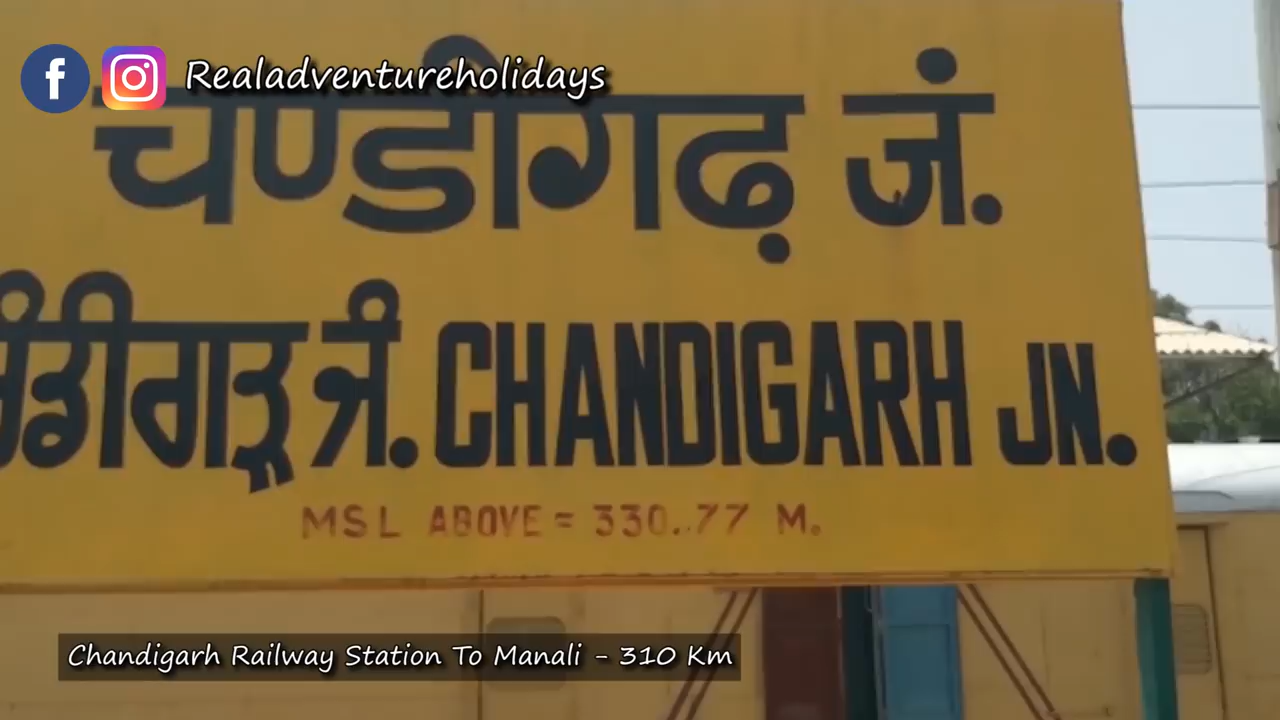 Realadventureholidays
चण्डीगढ़ जं.
ਚੰਡੀਗੜ੍ਹ ਜੰ. CHANDIGARH JN.
MSL ABOVE = 330.77 M.
Chandigarh Railway Station To Manali - 310 Km